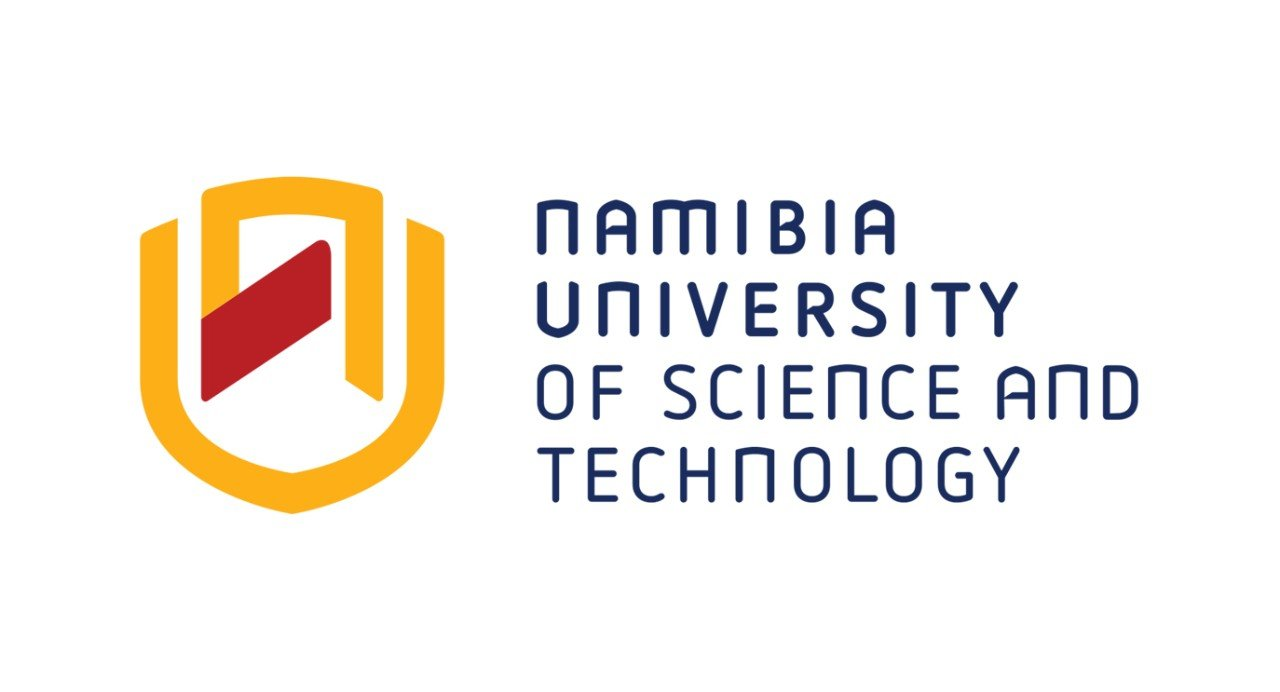 NAMIBIA
UNIVERSITY
OF SCIENCE AND
TECHNOLOGY